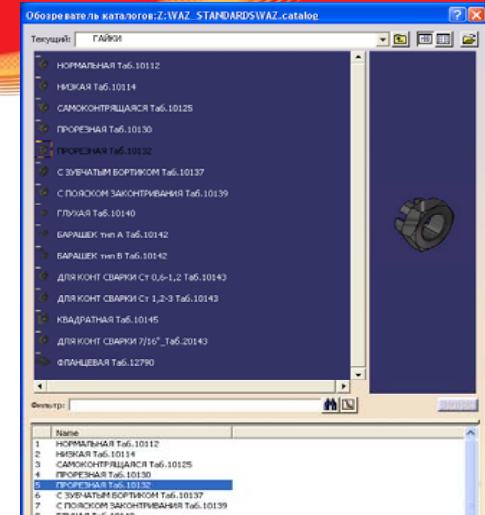 Обозреватель каталогов:Z:\WAZ_STANDARDS\WAZ.catalog
Текущий: ГАЙКИ
НОРМАЛЬНАЯ Таб.10112
НИЗКАЯ Таб.10114
САМОКОНТРЯЩАЯСЯ Таб.10125
ПРОРЕЗНАЯ Таб.10130
ПРОРЕЗНАЯ Таб.10132
С ЗУБЧАТЫМ БОРТИКОМ Таб.10137
С ПОЯСКОМ ЗАКОНТРИВАНИЯ Таб.10139
ГЛУХАЯ Таб.10140
БАРАШЕК тип А Таб.10142
БАРАШЕК тип В Таб.10142
ДЛЯ КОНТ СВАРКИ Ст 0,6-1,2 Таб.10143
ДЛЯ КОНТ СВАРКИ Ст 1,2-3 Таб.10143
КВАДРАТНАЯ Таб.10145
ДЛЯ КОНТ СВАРКИ 7/16"_Таб.20143
ФЛАНЦЕВАЯ Таб.12790
Фильтр:
Name
1 НОРМАЛЬНАЯ Таб.10112
2 НИЗКАЯ Таб.10114
3 САМОКОНТРЯЩАЯСЯ Таб.10125
4 ПРОРЕЗНАЯ Таб.10130
5 ПРОРЕЗНАЯ Таб.10132
6 С ЗУБЧАТЫМ БОРТИКОМ Таб.10137
7 С ПОЯСКОМ ЗАКОНТРИВАНИЯ Таб.10139